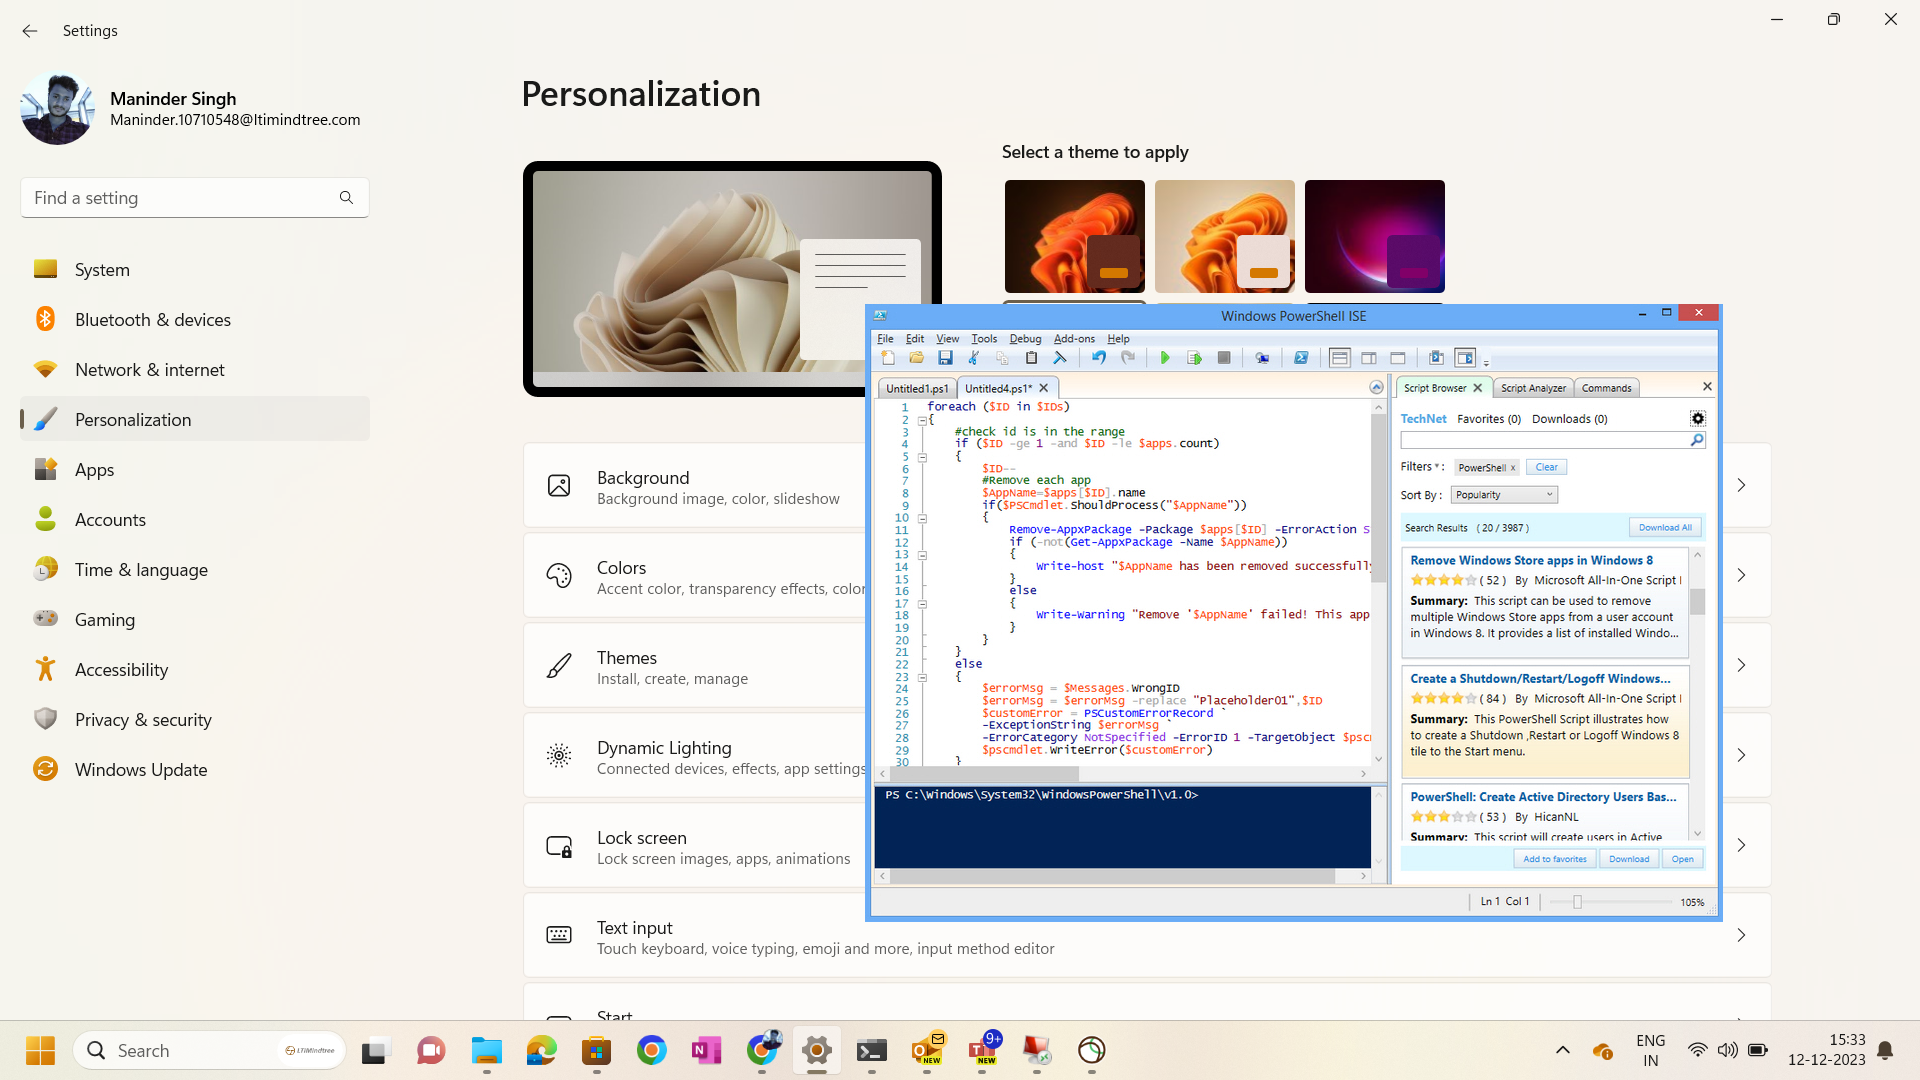 Settings
Maninder Singh
Maninder.10710548@ltimindtree.com
Find a setting
System
Bluetooth & devices
Network & internet
Personalization
Apps
Accounts
Time & language
Gaming
Accessibility
Privacy & security
Windows Update
Personalization
Select a theme to apply
Background
Background image, color, slideshow
Colors
Accent color, transparency effects, color
Themes
Install, create, manage
Dynamic Lighting
Connected devices, effects, app settings
Lock screen
Lock screen images, apps, animations
Text input
Touch keyboard, voice typing, emoji and more, input method editor
Start
Windows PowerShell ISE
File Edit View Tools Debug Add-ons Help
Untitled1.ps1 Untitled4.ps1*
1 foreach ($ID in $IDs)
2 {
3 #check id is in the range
4 if ($ID -ge 1 -and $ID -le $apps.count)
5 {
6 $ID--
7 #Remove each app
8 $AppName=$apps[$ID].name
9 if($PSCmdlet.ShouldProcess("$AppName"))
10 {
11 Remove-AppxPackage -Package $apps[$ID] -ErrorAction S
12 if (-not(Get-AppxPackage -Name $AppName))
13 {
14 Write-host "$AppName has been removed successfull
15 }
16 else
17 {
18 Write-Warning "Remove '$AppName' failed! This app
19 }
20 }
21 }
22 else
23 {
24 $errorMsg = $Messages.WrongID
25 $errorMsg = $errorMsg -replace "Placeholder01",$ID
26 $customError = PSCustomErrorRecord `
27 -ExceptionString $errorMsg `
28 -ErrorCategory NotSpecified -ErrorID 1 -TargetObject $pscm
29 $pscmdlet.WriteError($customError)
30 }
PS C:\Windows\System32\WindowsPowerShell\v1.0>
Script Browser Script Analyzer Commands
TechNet Favorites (0) Downloads (0)
Filters : PowerShell x Clear
Sort By : Popularity
Search Results ( 20 / 3987 ) Download All
Remove Windows Store apps in Windows 8
( 52 ) By Microsoft All-In-One Script
Summary: This script can be used to remove
multiple Windows Store apps from a user account
in Windows 8. It provides a list of installed Windo...
Create a Shutdown/Restart/Logoff Windows...
( 84 ) By Microsoft All-In-One Script
Summary: This PowerShell Script illustrates how
to create a Shutdown ,Restart or Logoff Windows 8
tile to the Start menu.
PowerShell: Create Active Directory Users Bas...
( 53 ) By HicanNL
Summary: This script will create users in Active
Add to favorites Download Open
Ln 1 Col 1 105%
Search LTIMindtree
NEW
9+
NEW
ENG
IN
15:33
12-12-2023